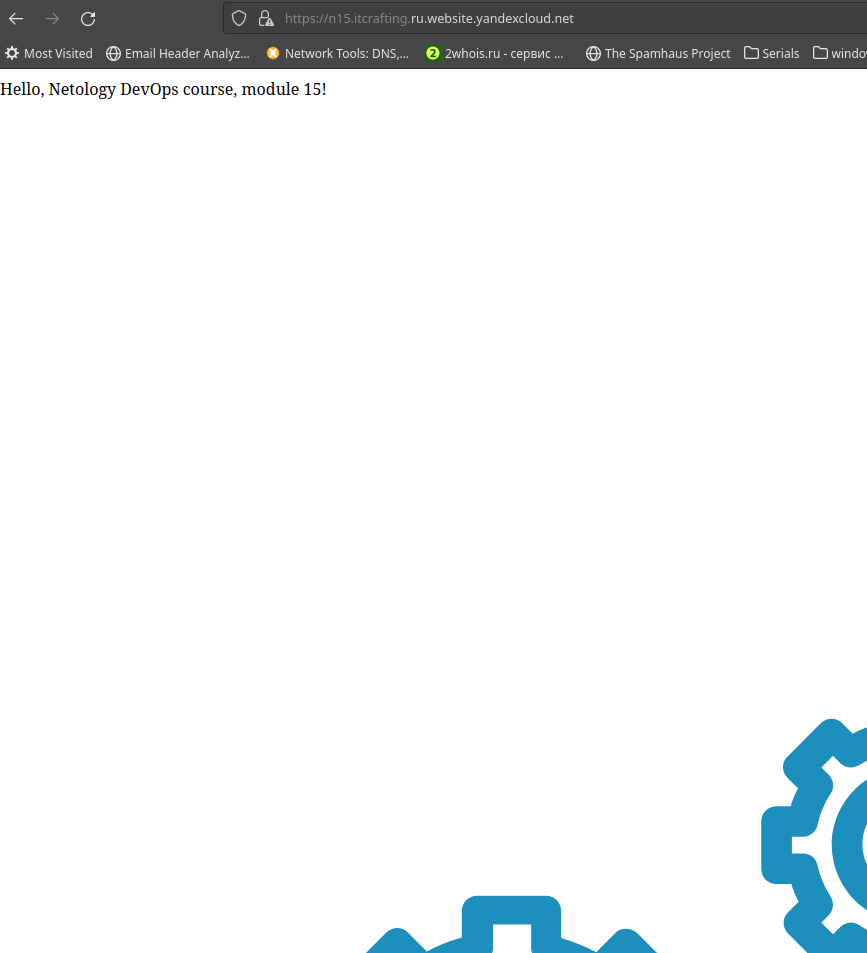 https://n15.itcrafting.ru.website.yandexcloud.net
Most Visited Email Header Analyz... Network Tools: DNS,... 2 2whois.ru - сервис ... The Spamhaus Project Serials windo
Hello, Netology DevOps course, module 15!